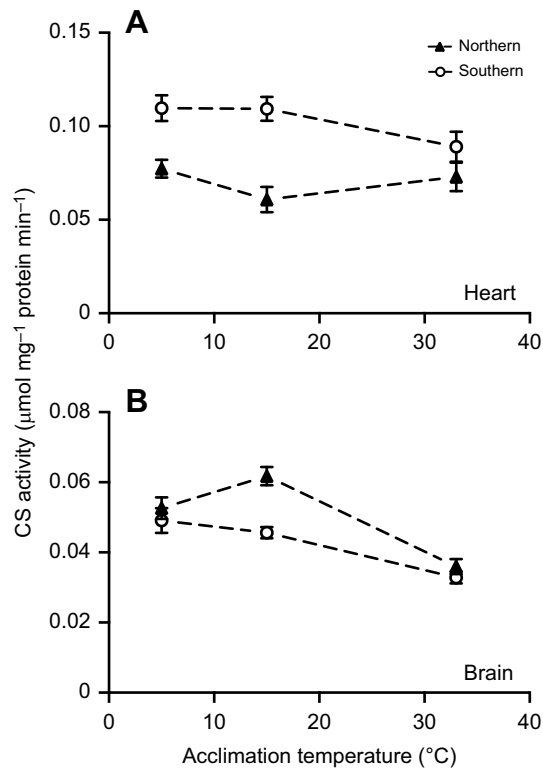 A
0.15
Northern
Southern
0.10
0.05
0
Heart
0
10
20
30
40
CS activity (μmol mg⁻¹ protein min⁻¹)
B
0.08
0.06
0.04
0.02
0
Brain
0
10
20
30
40
Acclimation temperature (°C)